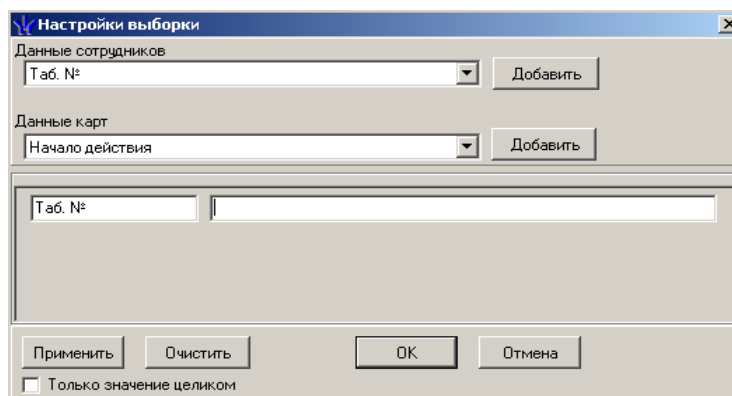 Настройки выборки
Данные сотрудников
Таб. №
Добавить
Данные карт
Начало действия
Добавить
Таб. №
Применить
Очистить
OK
Отмена
Только значение целиком